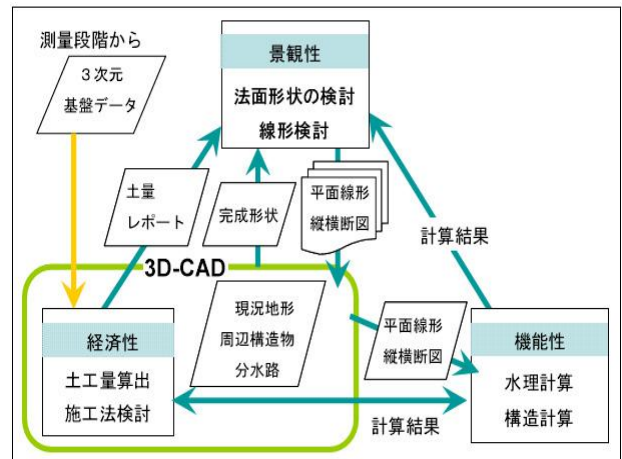 測量段階から
３次元
基盤データ
景観性
法面形状の検討
線形検討
土量
レポート
完成形状
平面線形
縦横断図
計算結果
3D-CAD
現況地形
周辺構造物
分水路
平面線形
縦横断図
経済性
土工量算出
施工法検討
機能性
水理計算
構造計算
計算結果